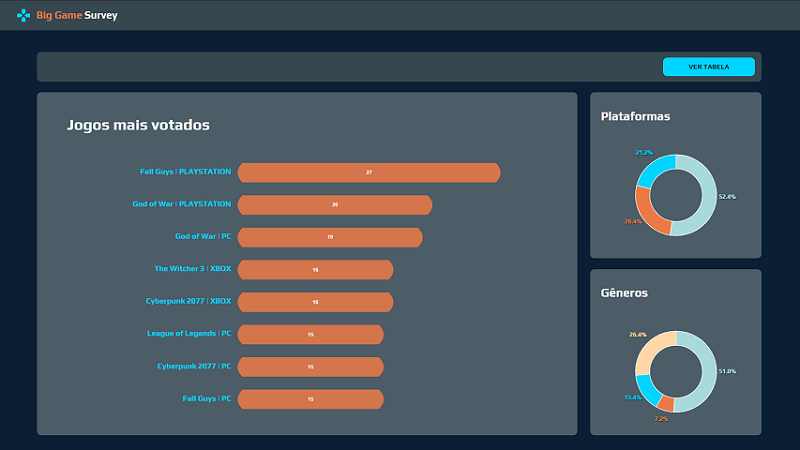 Big Game Survey
VER TABELA
Jogos mais votados
Fall Guys | PLAYSTATION
27
God of War | PLAYSTATION
20
God of War | PC
19
The Witcher 3 | XBOX
16
Cyberpunk 2077 | XBOX
16
League of Legends | PC
15
Cyberpunk 2077 | PC
15
Fall Guys | PC
15
Plataformas
21.2%
52.4%
26.4%
Gêneros
26.4%
51.0%
15.4%
7.2%